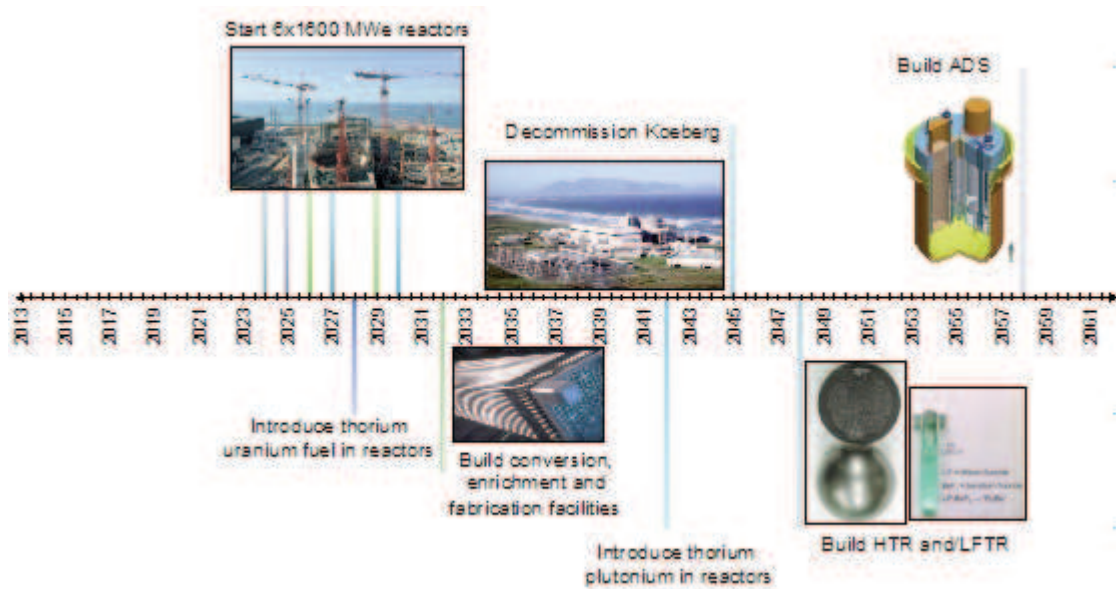 Start 6x1600 MWe reactors
Build ADS
Decommission Koeberg
2013
2015
2017
2019
2021
2023
2025
2027
2029
2031
2033
2035
2037
2039
2041
2043
2045
2047
2049
2051
2053
2055
2057
2059
2061
Introduce thorium
uranium fuel in reactors
Build conversion,
enrichment and
fabrication facilities
Build HTR and/LFTR
Introduce thorium
plutonium in reactors